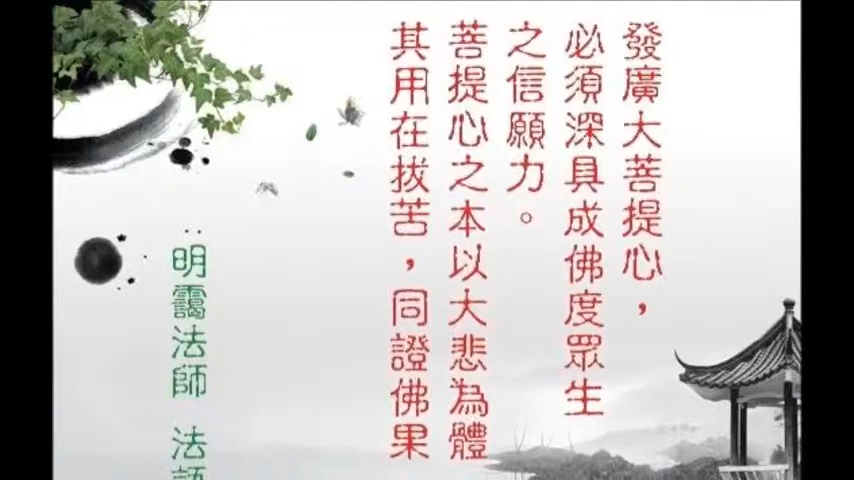 發廣大菩提心，
必須深具成佛度眾生
之信願力。
菩提心之本以大悲為體
其用在拔苦，同證佛果
明靄法師 法語